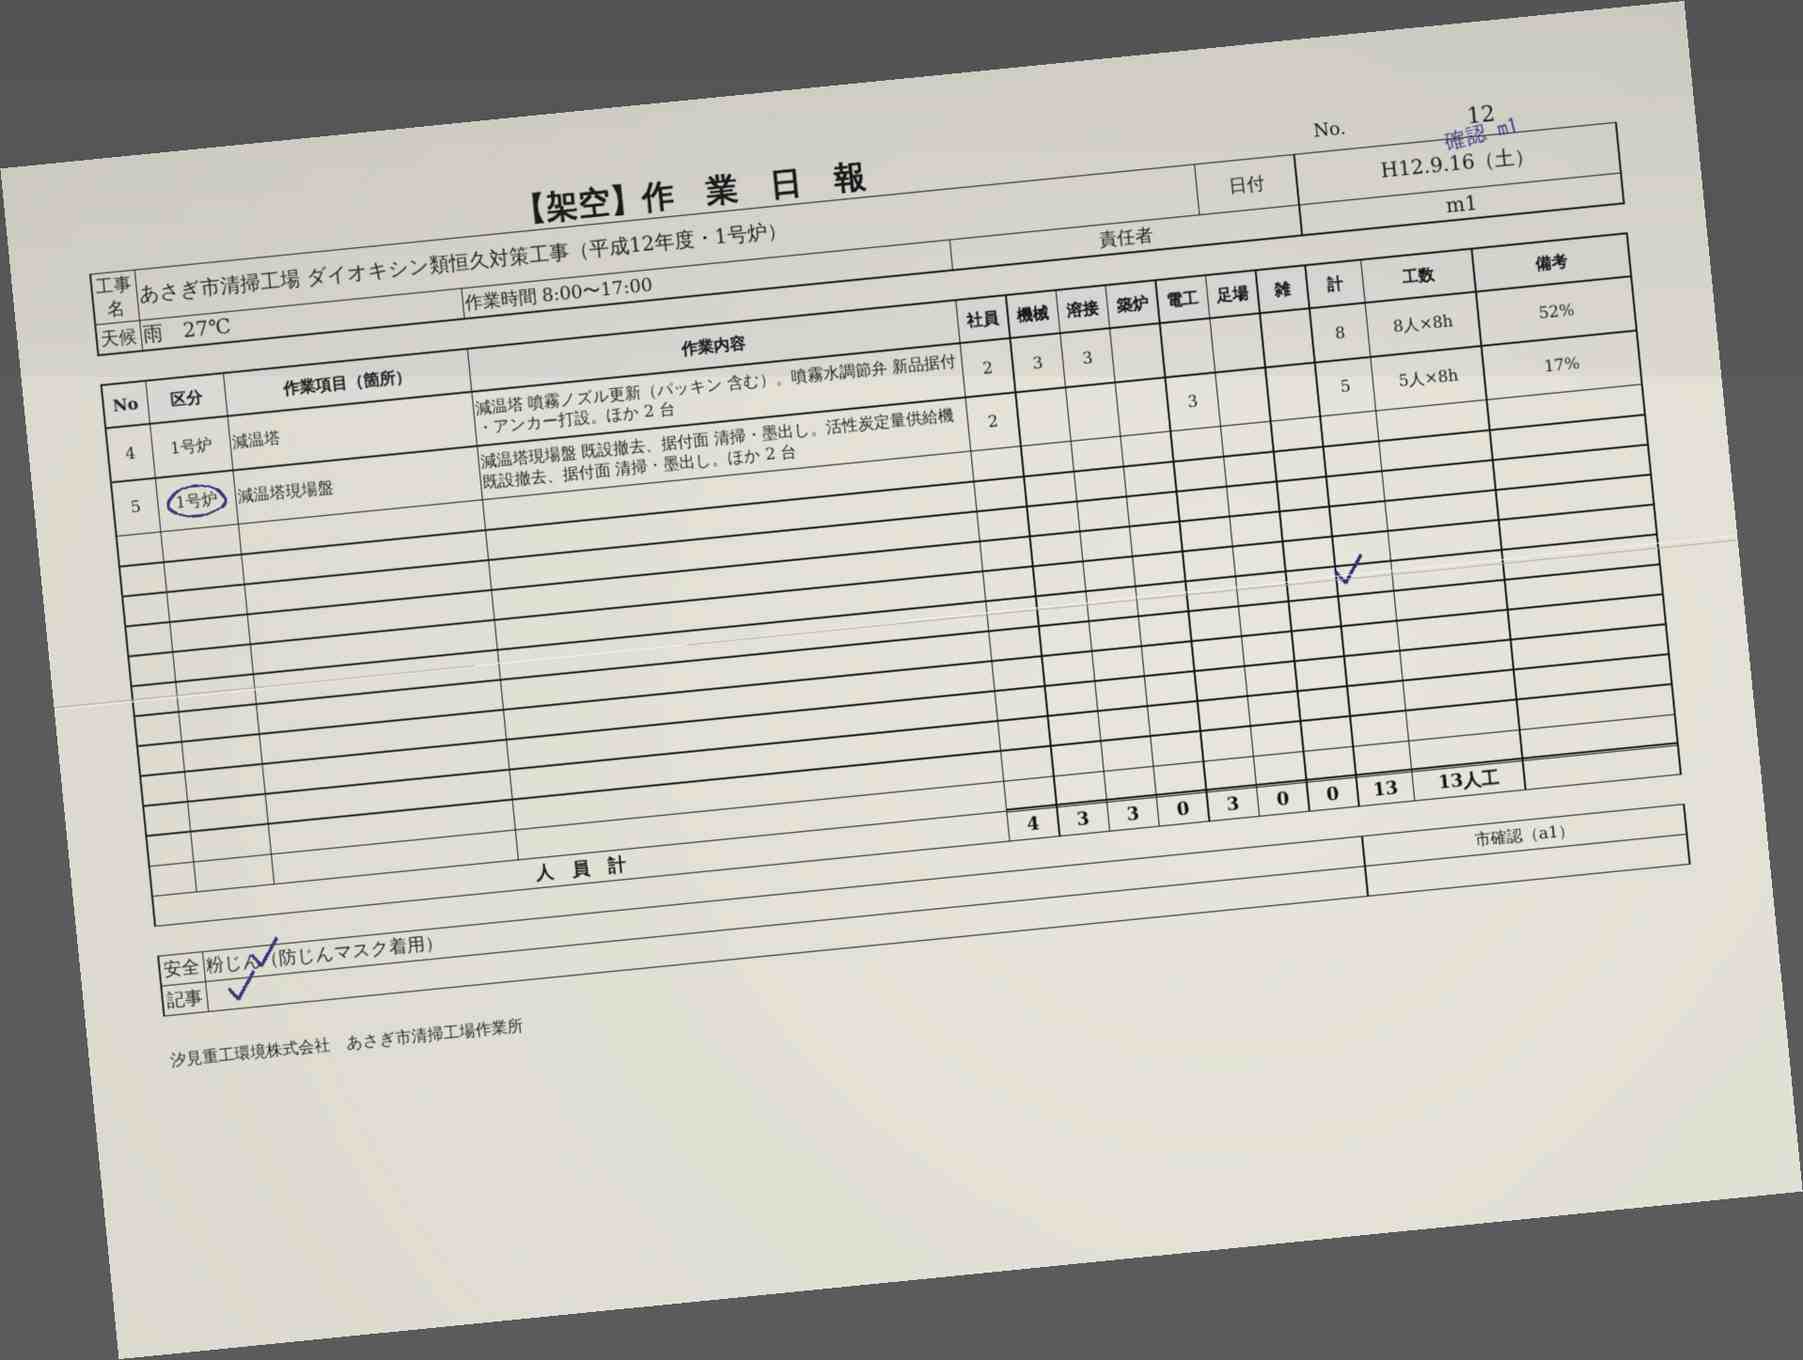 No. 12
確認 m1
【架空】作 業 日 報
工事名 あさぎ市清掃工場 ダイオキシン類恒久対策工事（平成12年度・1号炉） 日付 H12.9.16（土）
天候 雨 27℃ 作業時間 8:00〜17:00 責任者 m1
No 区分 作業項目（箇所） 作業内容 社員 機械 溶接 築炉 電工 足場 雑 計 工数 備考
4 1号炉 減温塔 減温塔 噴霧ノズル更新（パッキン 含む）。噴霧水調節弁 新品据付 2 3 3 8 8人×8h 52%
・アンカー打設。ほか 2 台
5 1号炉 減温塔現場盤 減温塔現場盤 既設撤去、据付面 清掃・墨出し。活性炭定量供給機 2 3 5 5人×8h 17%
既設撤去、据付面 清掃・墨出し。ほか 2 台
人 員 計 4 3 3 0 3 0 0 13 13人工
安全 粉じん（防じんマスク着用） 市確認（a1）
記事
汐見重工環境株式会社 あさぎ市清掃工場作業所